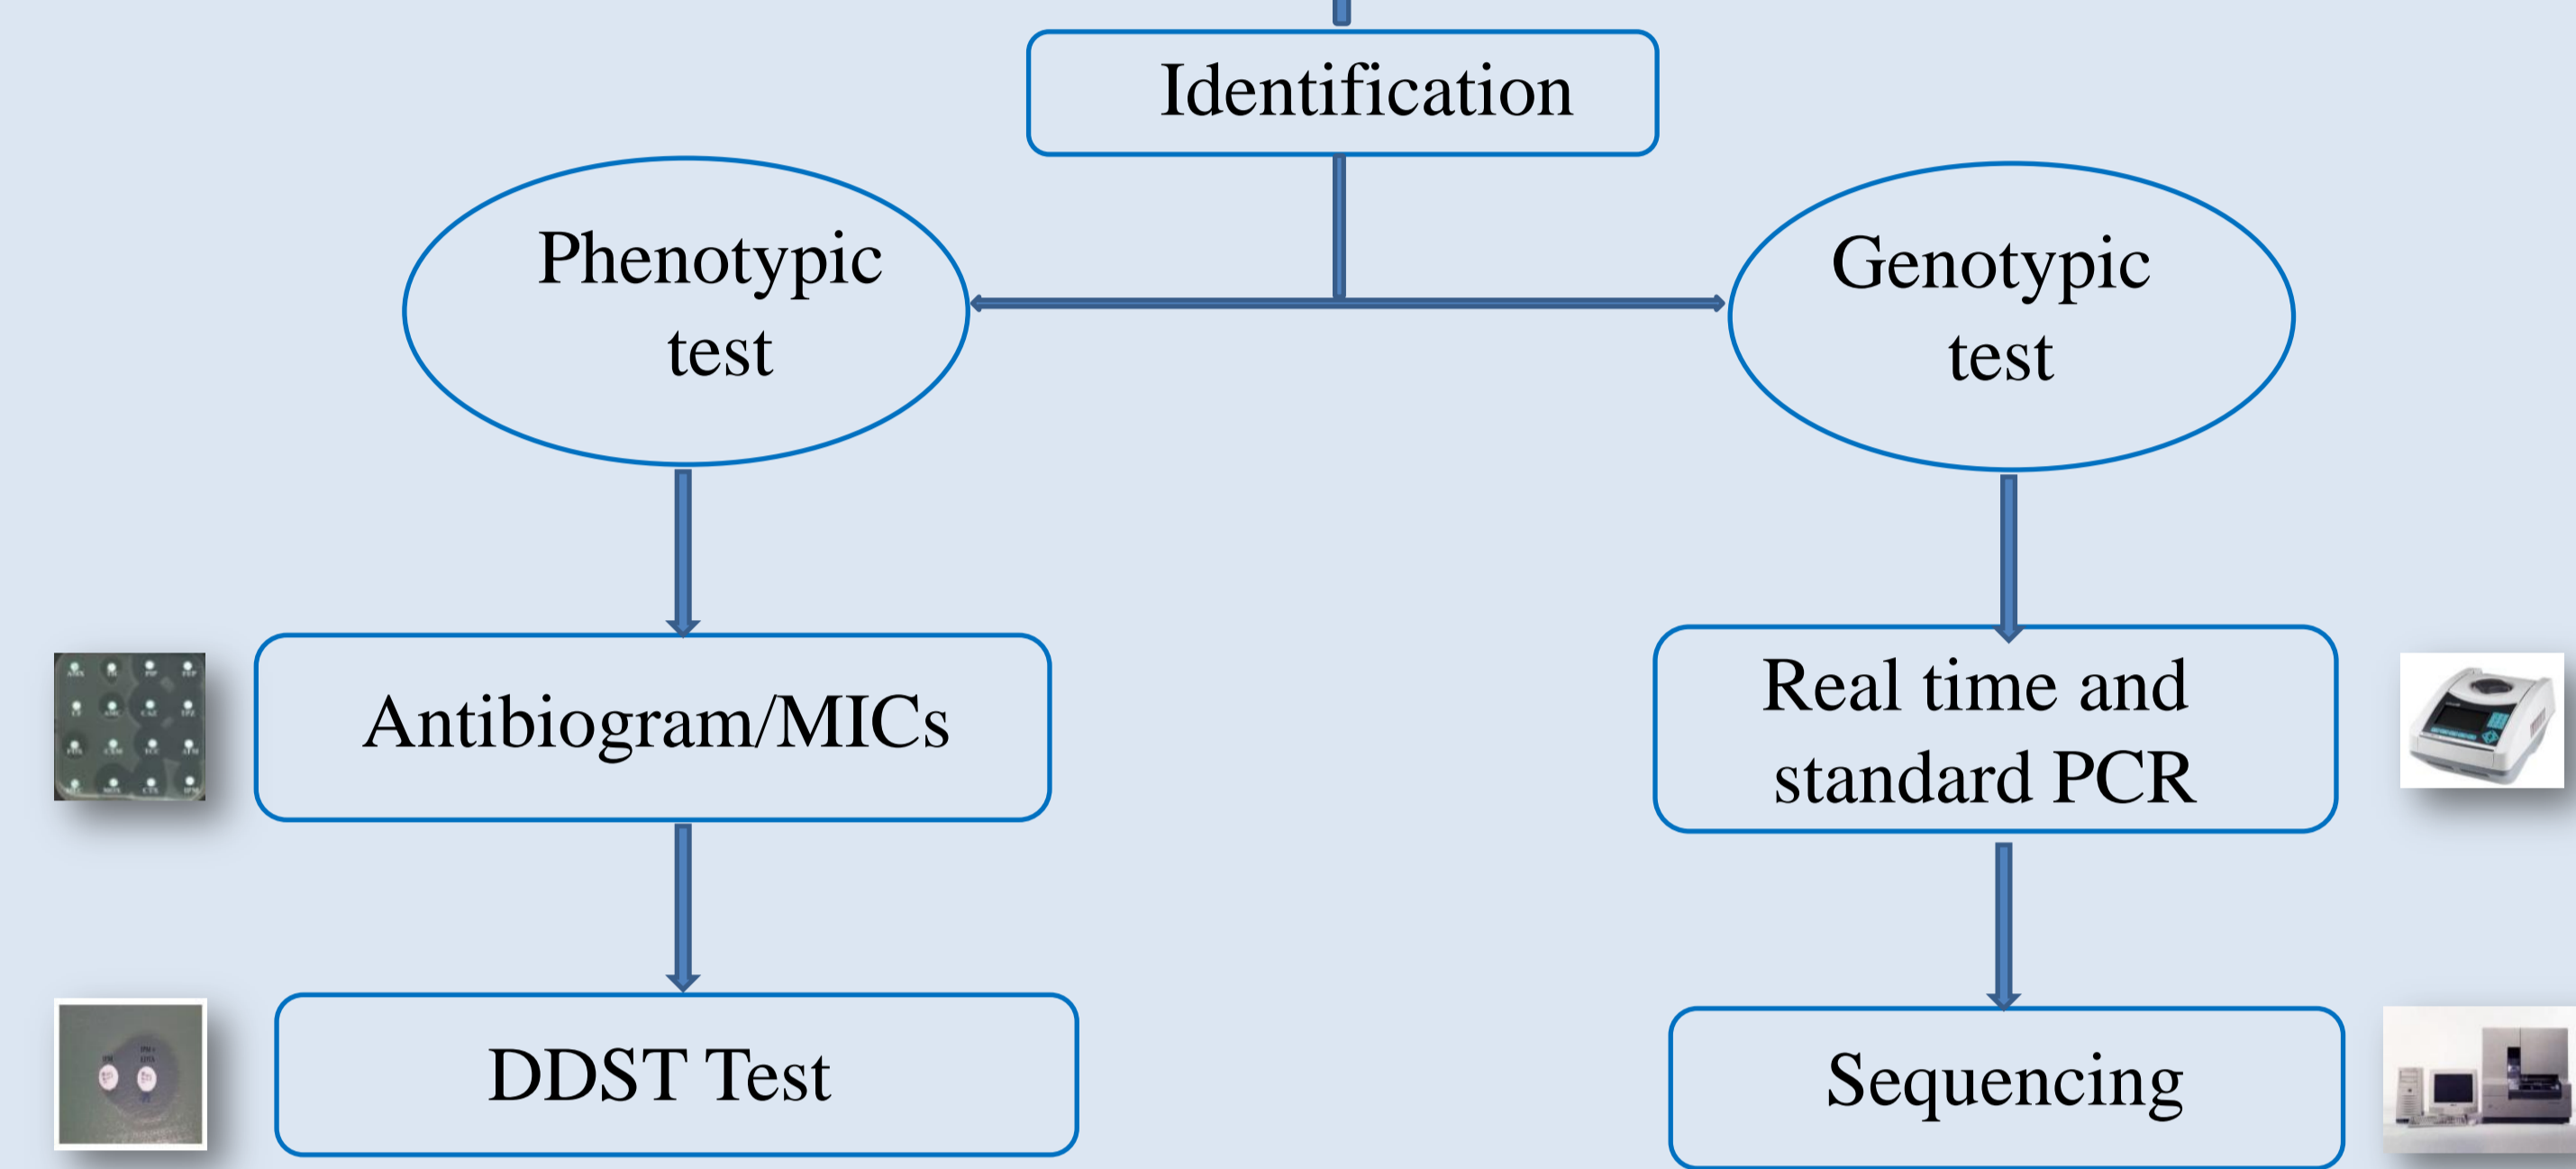 Identification
Phenotypic
test
Genotypic
test
Antibiogram/MICs
Real time and
standard PCR
DDST Test
Sequencing